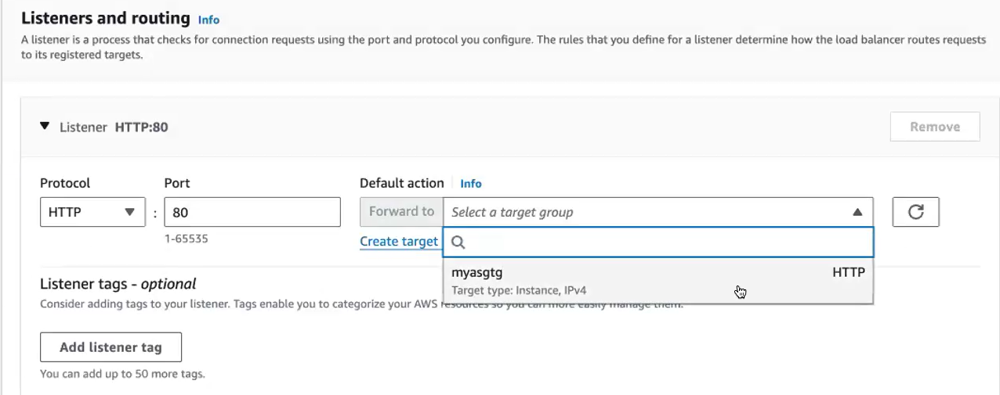 Listeners and routing Info
A listener is a process that checks for connection requests using the port and protocol you configure. The rules that you define for a listener determine how the load balancer routes requests
to its registered targets.
Listener HTTP:80
Remove
Protocol Port Default action Info
HTTP : 80 Forward to Select a target group
1-65535 Create target
myasgtg HTTP
Target type: Instance, IPv4
Listener tags - optional
Consider adding tags to your listener. Tags enable you to categorize your AWS resources so you can more easily manage them.
Add listener tag
You can add up to 50 more tags.